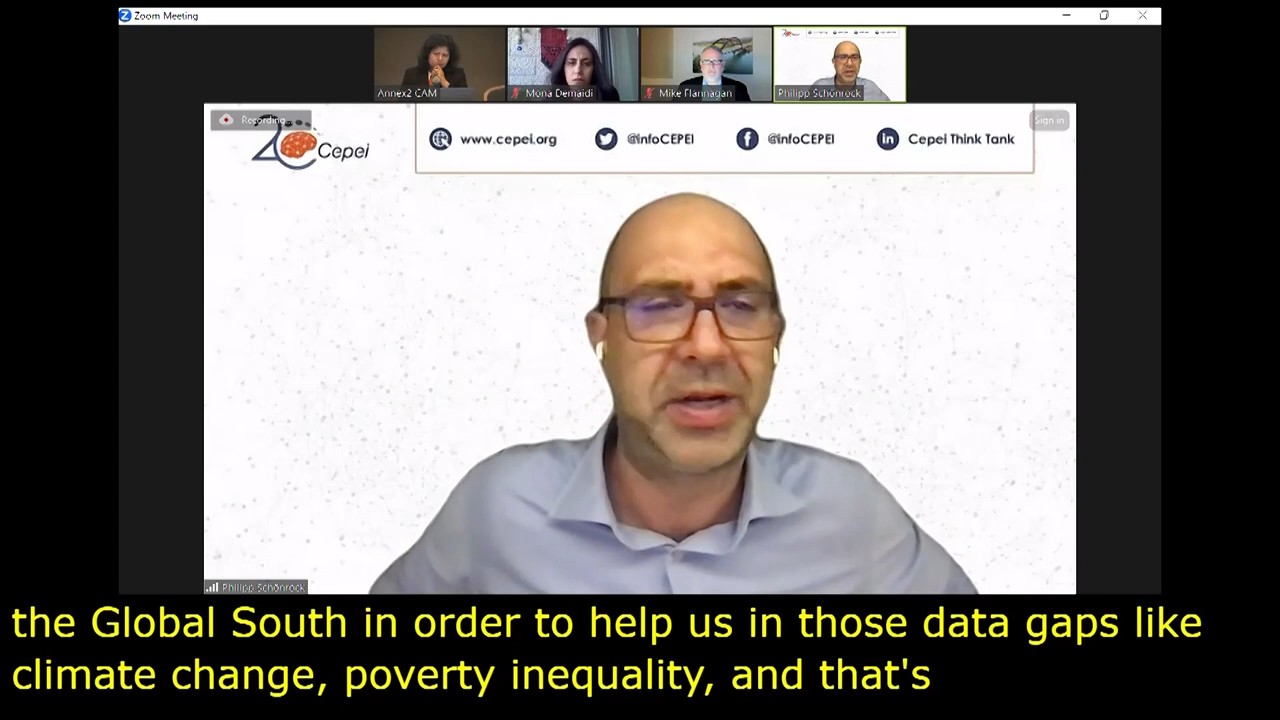 Zoom Meeting
Annex2 CAM
Mona Demaidi
Mike Flannagan
Philipp Schönrock
Recording...
Sign in
Cepei
www.cepei.org
@infoCEPEI
@infoCEPEI
Cepei Think Tank
Philipp Schönrock
the Global South in order to help us in those data gaps like
climate change, poverty inequality, and that's